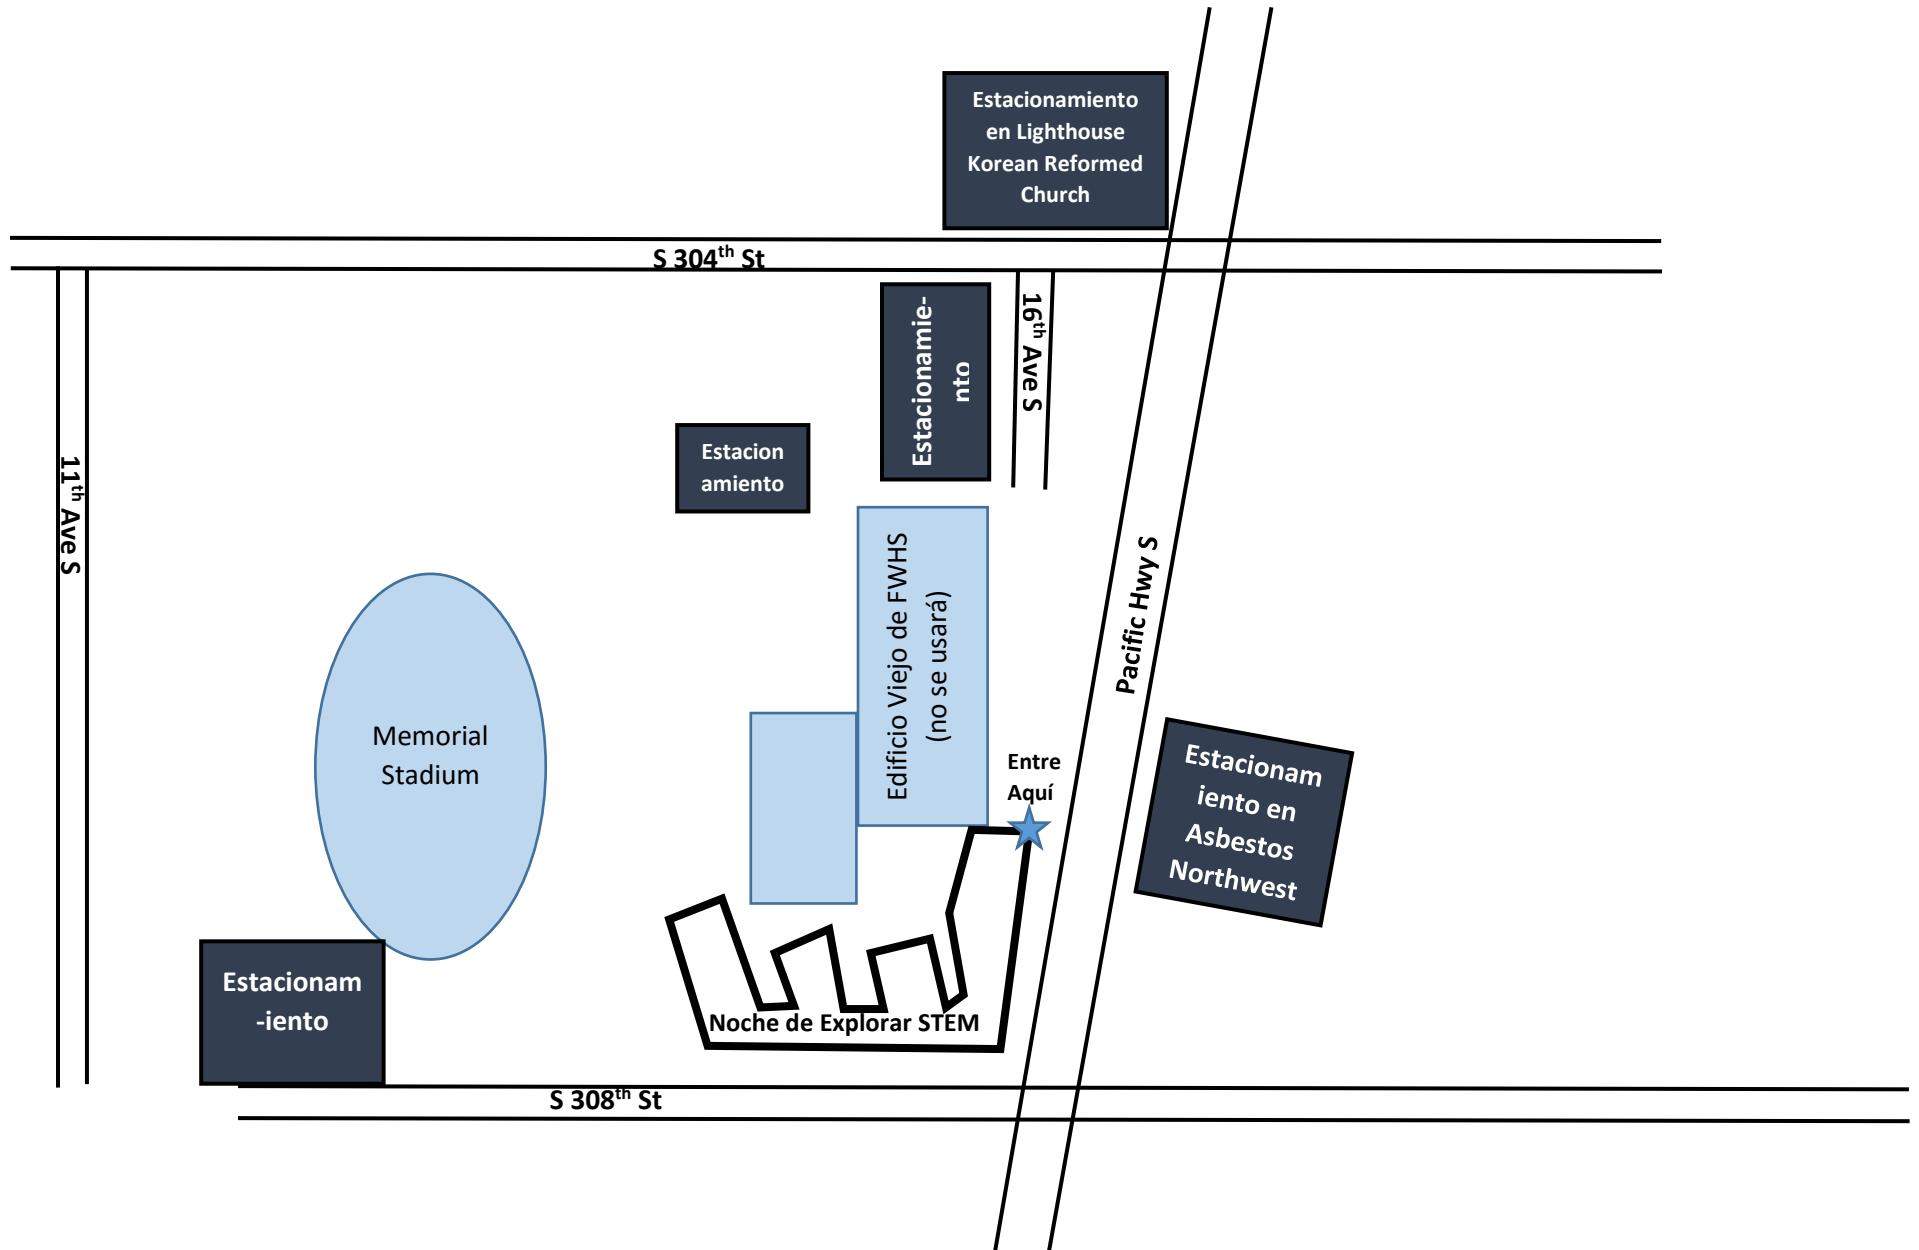 Estacionamiento
en Lighthouse
Korean Reformed
Church
S 304th St
Estacionamie-
nto
16th Ave S
Estacion
amiento
11th Ave S
Edificio Viejo de FWHS
(no se usará)
Pacific Hwy S
Memorial
Stadium
Entre
Aquí
Estacionam
iento en
Asbestos
Northwest
Estacionam
-iento
Noche de Explorar STEM
S 308th St